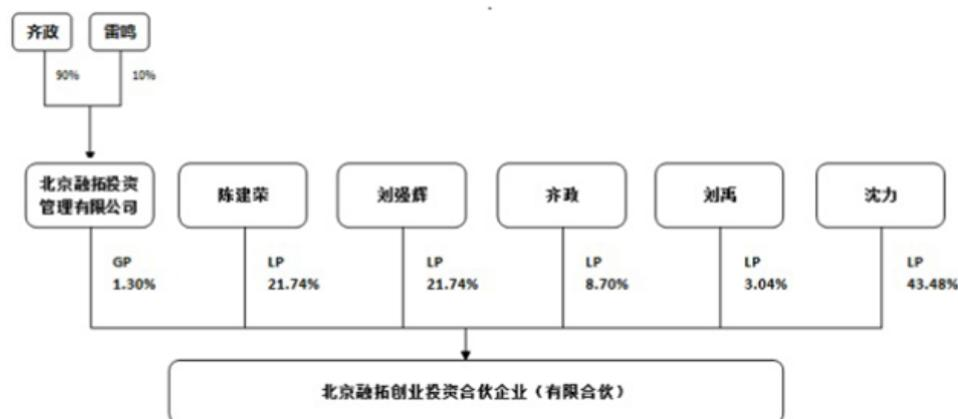 齐政
雷鸣
90%
10%
北京融拓投资
管理有限公司
陈建荣
刘强辉
齐政
刘禹
沈力
GP
1.30%
LP
21.74%
LP
21.74%
LP
8.70%
LP
3.04%
LP
43.48%
北京融拓创业投资合伙企业（有限合伙）